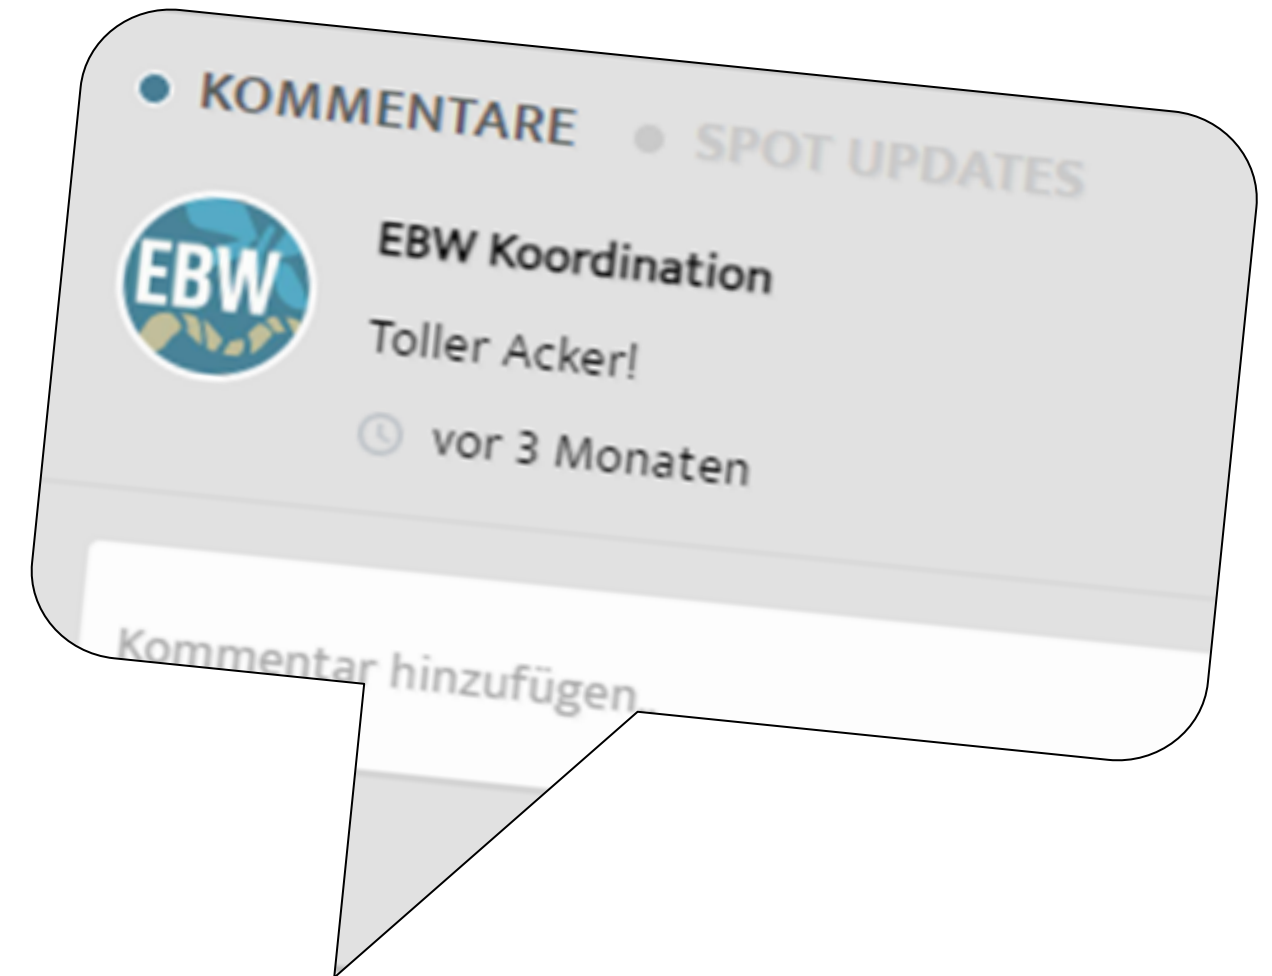 KOMMENTARE SPOT UPDATES
EBW
EBW Koordination
Toller Acker!
vor 3 Monaten
Kommentar hinzufügen..